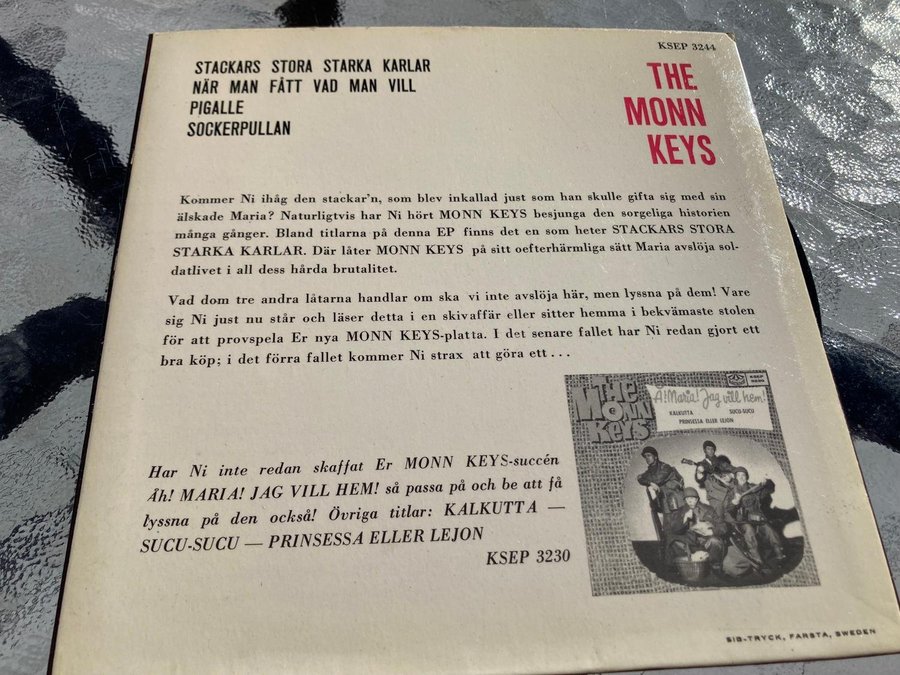 KSEP 3244
STACKARS STORA STARKA KARLAR
NÄR MAN FÅTT VAD MAN VILL
PIGALLE
SOCKERPULLAN
THE
MONN
KEYS
Kommer Ni ihåg den stackar'n, som blev inkallad just som han skulle gifta sig med sin
älskade Maria? Naturligtvis har Ni hört MONN KEYS besjunga den sorgeliga historien
många gånger. Bland titlarna på denna EP finns det en som heter STACKARS STORA
STARKA KARLAR. Där låter MONN KEYS på sitt oefterhärmliga sätt Maria avslöja sol-
datlivet i all dess hårda brutalitet.
Vad dom tre andra låtarna handlar om ska vi inte avslöja här, men lyssna på dem! Vare
sig Ni just nu står och läser detta i en skivaffär eller sitter hemma i bekvämaste stolen
för att provspela Er nya MONN KEYS-platta. I det senare fallet har Ni redan gjort ett
bra köp; i det förra fallet kommer Ni strax att göra ett...
Har Ni inte redan skaffat Er MONN KEYS-succén
Åh! MARIA! JAG VILL HEM! så passa på och be att få
lyssna på den också! Övriga titlar: KALKUTTA —
SUCU-SUCU — PRINSESSA ELLER LEJON
KSEP 3230
THE
MONN
KEYS
KSEP
3230
Å! Maria! Jag vill hem!
KALKUTTA SUCU-SUCU
PRINSESSA ELLER LEJON
SIB-TRYCK, FARSTA, SWEDEN